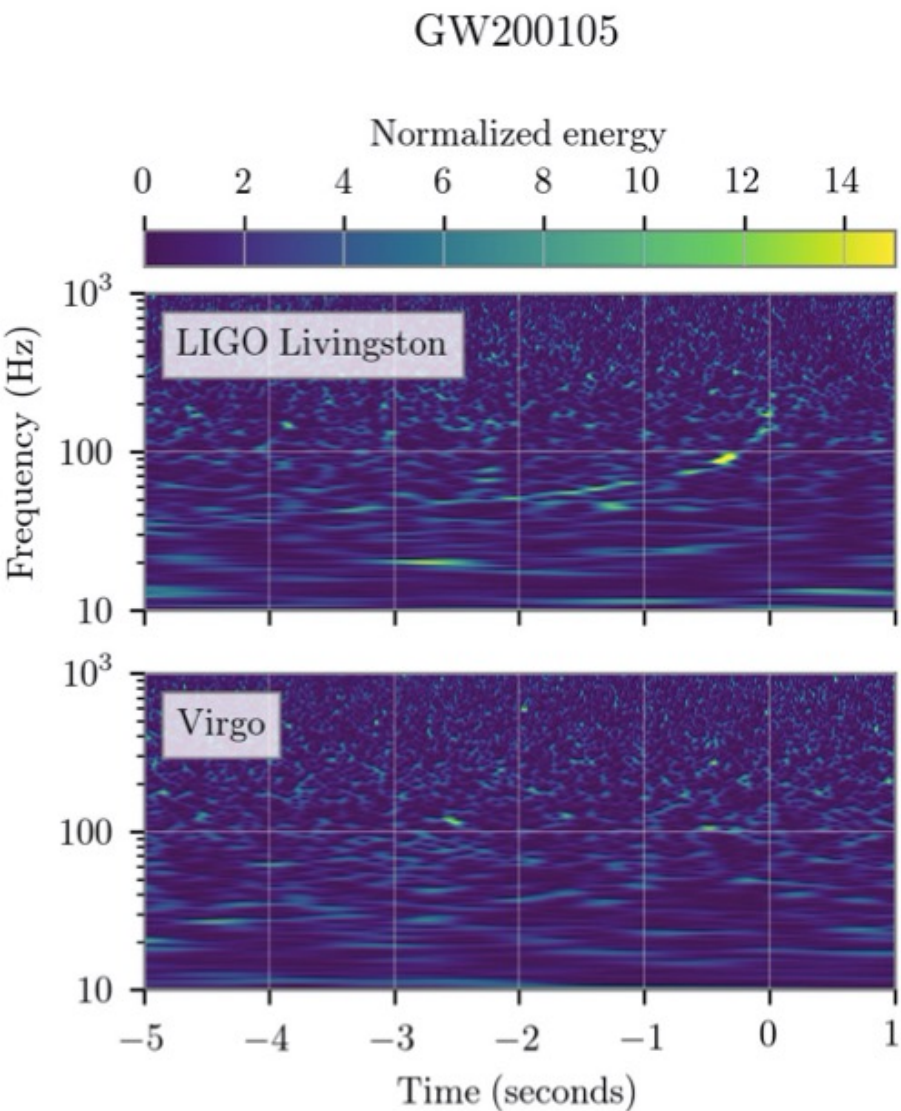 GW200105
Normalized energy
0 2 4 6 8 10 12 14
10³
LIGO Livingston
Frequency (Hz)
100
10
10³
Virgo
100
10
−5 −4 −3 −2 −1 0 1
Time (seconds)